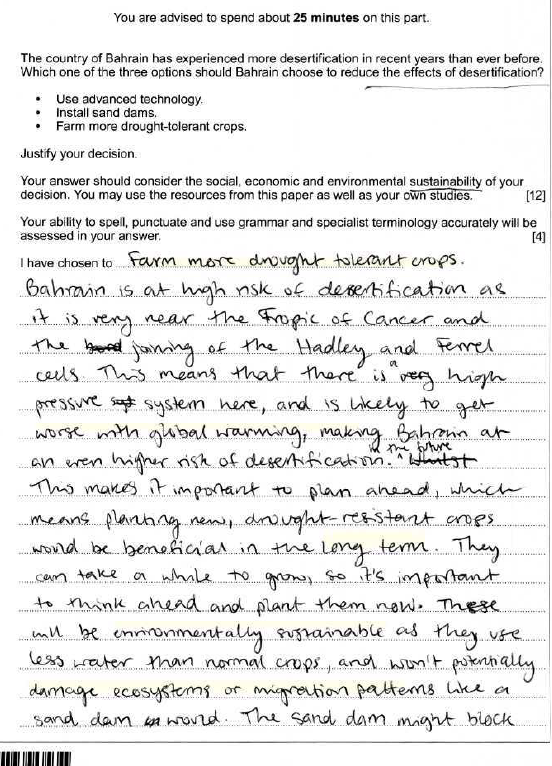 You are advised to spend about 25 minutes on this part.
The country of Bahrain has experienced more desertification in recent years than ever before.
Which one of the three options should Bahrain choose to reduce the effects of desertification?
• Use advanced technology.
• Install sand dams.
• Farm more drought-tolerant crops.
Justify your decision.
Your answer should consider the social, economic and environmental sustainability of your
decision. You may use the resources from this paper as well as your own studies. [12]
Your ability to spell, punctuate and use grammar and specialist terminology accurately will be
assessed in your answer. [4]
I have chosen to Farm more drought tolerant crops.
Bahrain is at high risk of desertification as
it is very near the Tropic of Cancer and
the joining of the Hadley and Ferrel
cells. This means that there is a very high
pressure system here, and is likely to get
worse with global warming, making Bahrain at
an even higher risk of desertification in the future.
This makes it important to plan ahead, which
means planting new, drought-resistant crops
would be beneficial in the long term. They
can take a while to grow, so it's important
to think ahead and plant them now. These
will be environmentally sustainable as they use
less water than normal crops, and won't potentially
damage ecosystems or migration patterns like a
sand dam would. The sand dam might block